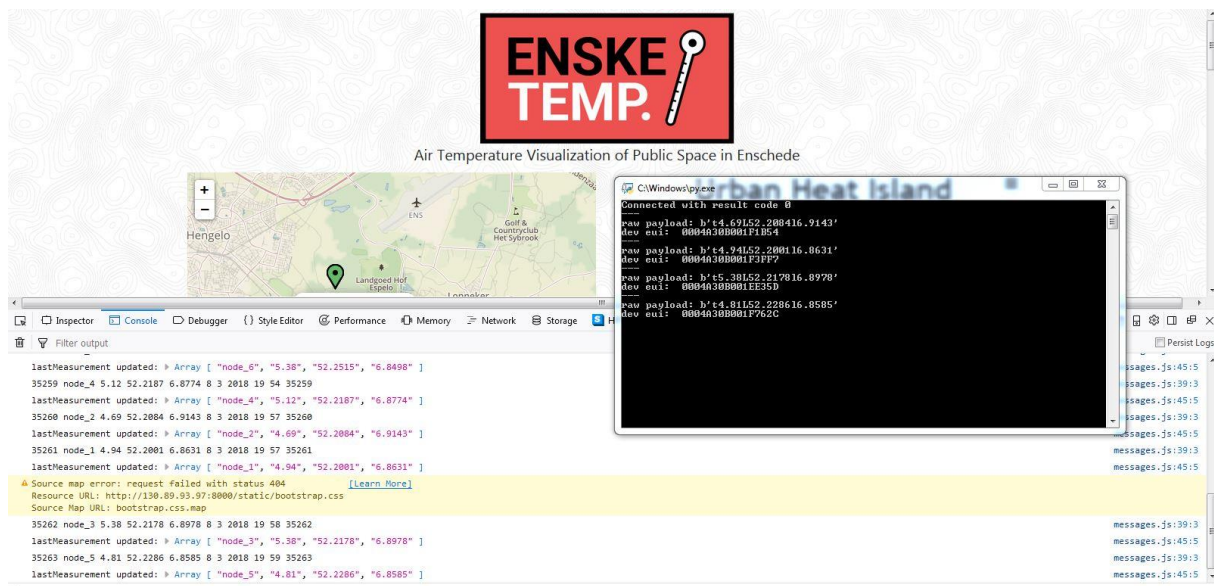 ENSKE
TEMP.
Air Temperature Visualization of Public Space in Enschede
+
−
Hengelo
ENS
Golf &
Countryclub
Het Sybrook
Landgoed Hof
Espelo
Lonneker
Urban Heat Island
C:\Windows\py.exe
Connected with result code 0
---
raw payload: b't4.69L52.2084l6.9143'
dev eui: 0004A30B001F1B54
---
raw payload: b't4.94L52.2001l6.8631'
dev eui: 0004A30B001F3FF7
---
raw payload: b't5.38L52.2178l6.8978'
dev eui: 0004A30B001EE35D
---
raw payload: b't4.81L52.2286l6.8585'
dev eui: 0004A30B001F762C
Inspector Console Debugger {} Style Editor Performance Memory Network Storage S H
Filter output Persist Logs
lastMeasurement updated: Array [ "node_6", "5.38", "52.2515", "6.8498" ] ssages.js:45:5
35259 node_4 5.12 52.2187 6.8774 8 3 2018 19 54 35259 ssages.js:39:3
lastMeasurement updated: Array [ "node_4", "5.12", "52.2187", "6.8774" ] ssages.js:45:5
35260 node_2 4.69 52.2084 6.9143 8 3 2018 19 57 35260 ssages.js:39:3
lastMeasurement updated: Array [ "node_2", "4.69", "52.2084", "6.9143" ] messages.js:45:5
35261 node_1 4.94 52.2001 6.8631 8 3 2018 19 57 35261 messages.js:39:3
lastMeasurement updated: Array [ "node_1", "4.94", "52.2001", "6.8631" ] messages.js:45:5
Source map error: request failed with status 404 [Learn More]
Resource URL: http://130.89.93.97:8000/static/bootstrap.css
Source Map URL: bootstrap.css.map
35262 node_3 5.38 52.2178 6.8978 8 3 2018 19 58 35262 messages.js:39:3
lastMeasurement updated: Array [ "node_3", "5.38", "52.2178", "6.8978" ] messages.js:45:5
35263 node_5 4.81 52.2286 6.8585 8 3 2018 19 59 35263 messages.js:39:3
lastMeasurement updated: Array [ "node_5", "4.81", "52.2286", "6.8585" ] messages.js:45:5